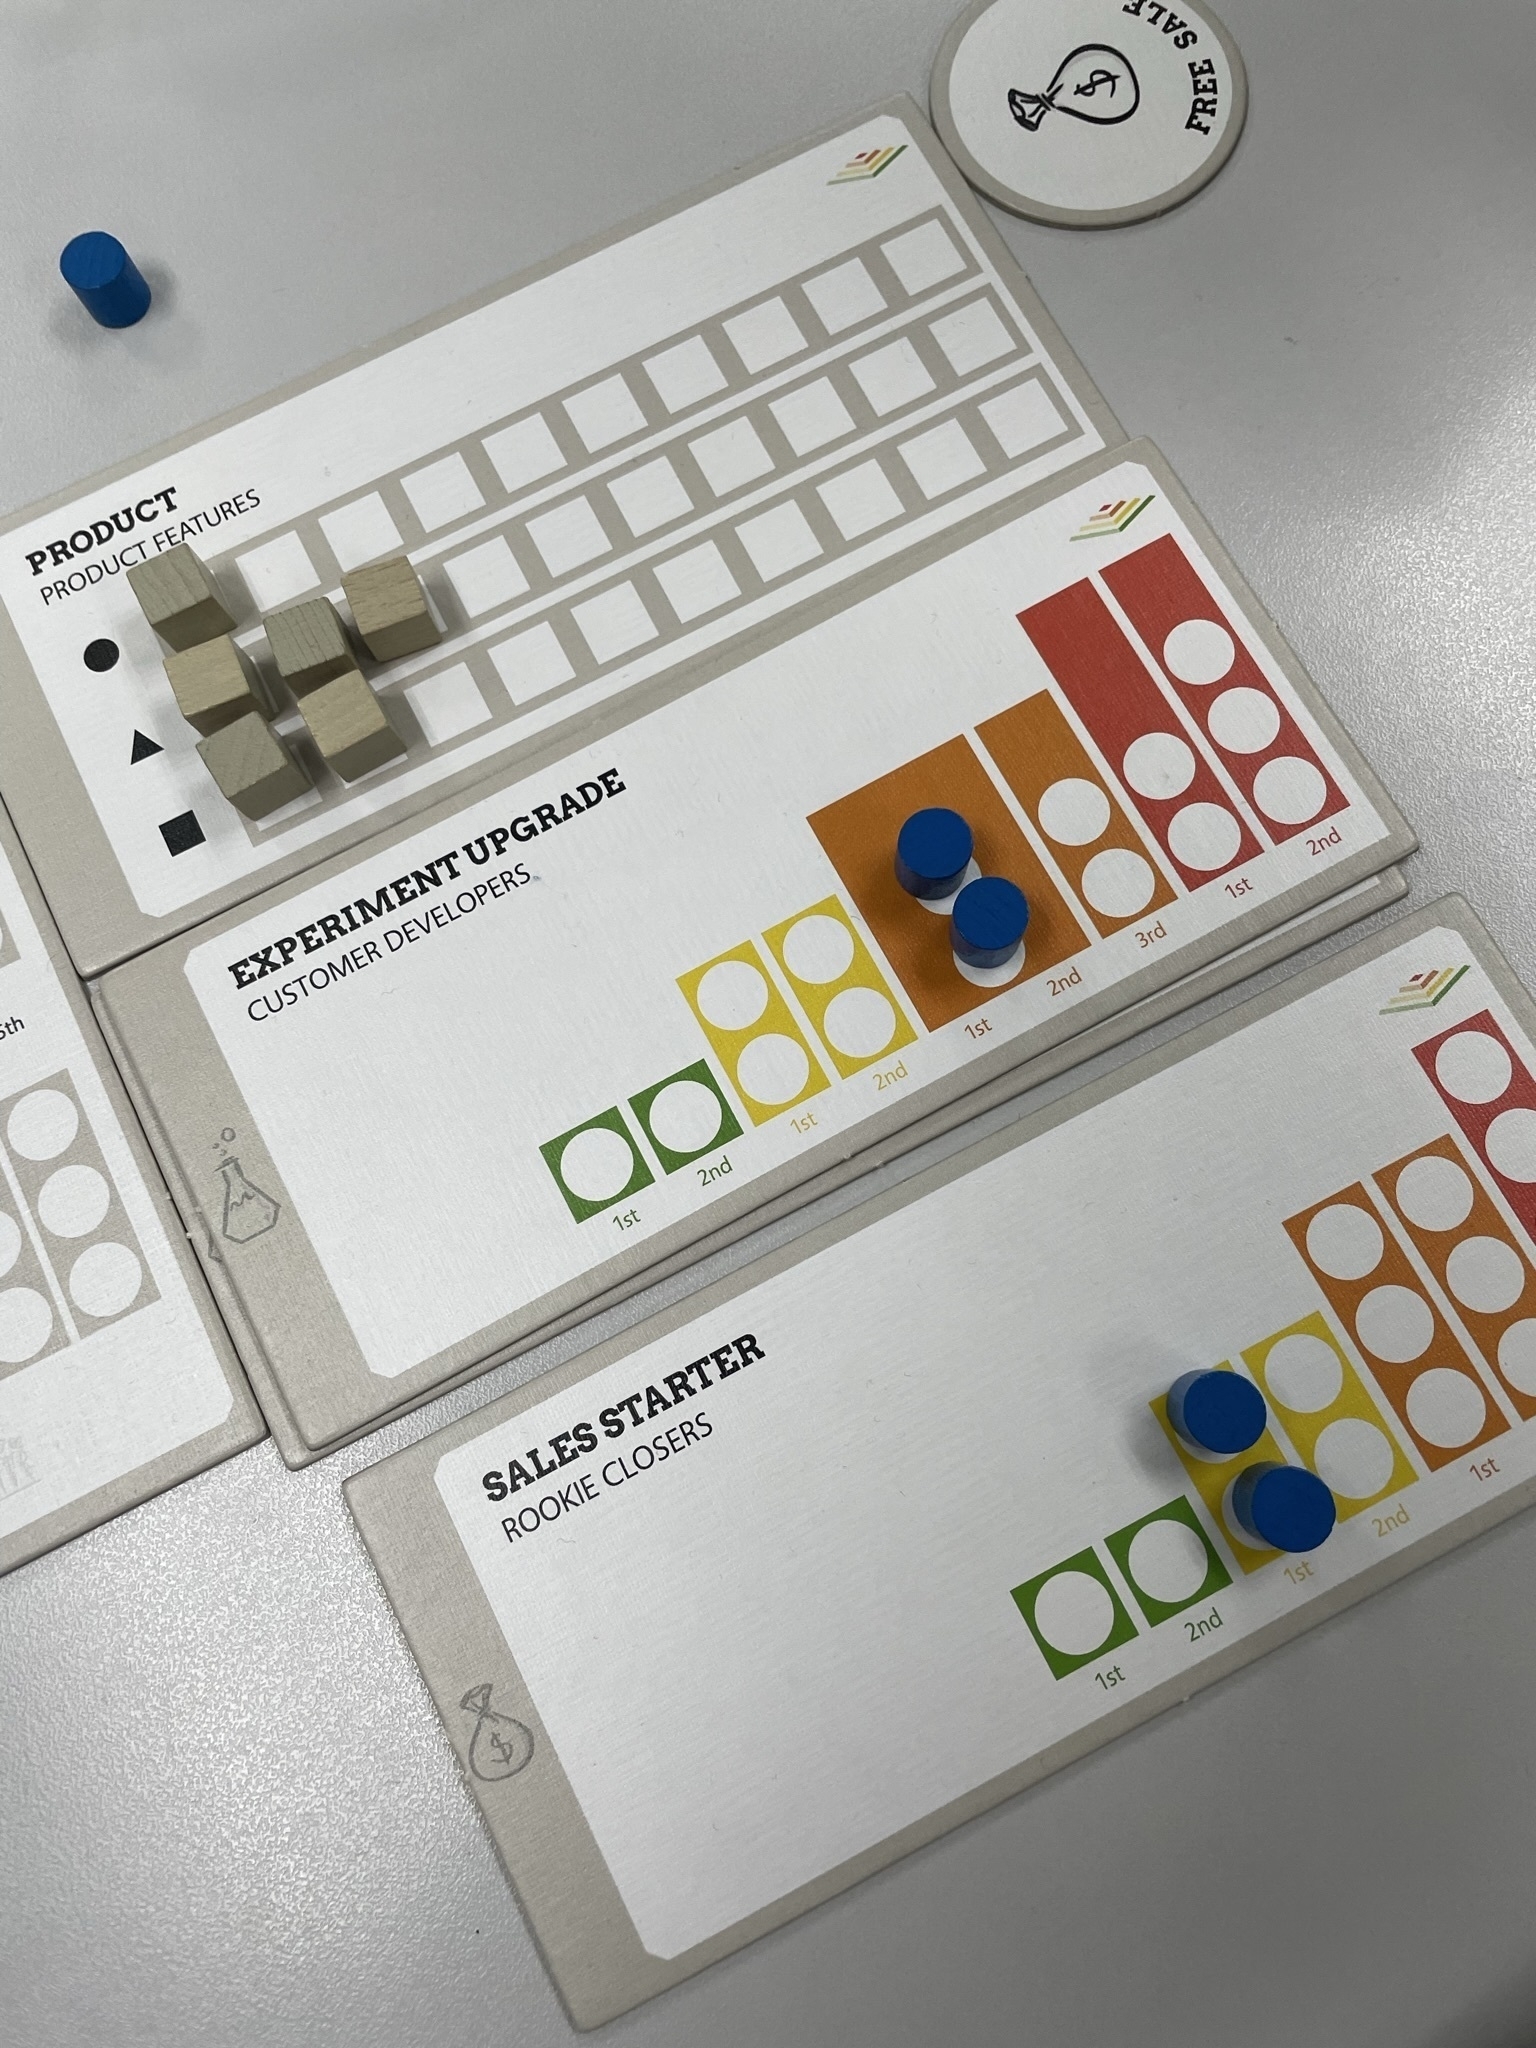 FREE SALE
$
PRODUCT
PRODUCT FEATURES
EXPERIMENT UPGRADE
CUSTOMER DEVELOPERS
1st
2nd
1st
2nd
1st
2nd
3rd
1st
2nd
5th
SALES STARTER
ROOKIE CLOSERS
1st
2nd
1st
2nd
1st
$